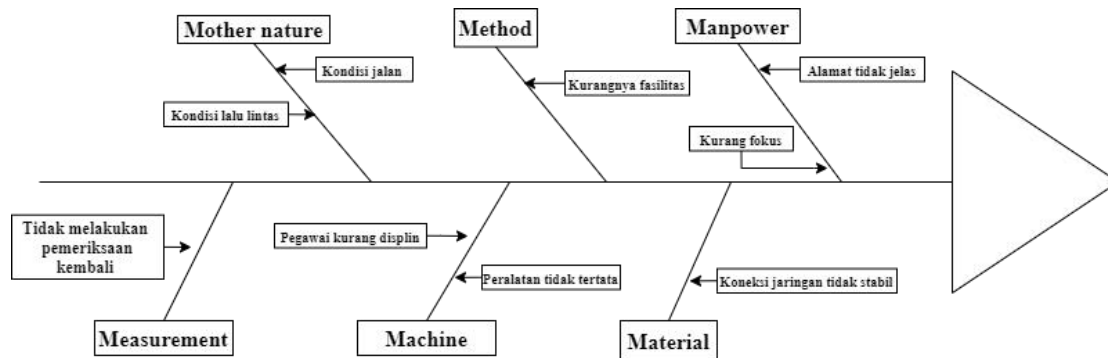 Mother nature
Method
Manpower
Kondisi jalan
Alamat tidak jelas
Kurangnya fasilitas
Kondisi lalu lintas
Kurang fokus
Tidak melakukan
pemeriksaan
kembali
Pegawai kurang displin
Peralatan tidak tertata
Koneksi jaringan tidak stabil
Measurement
Machine
Material